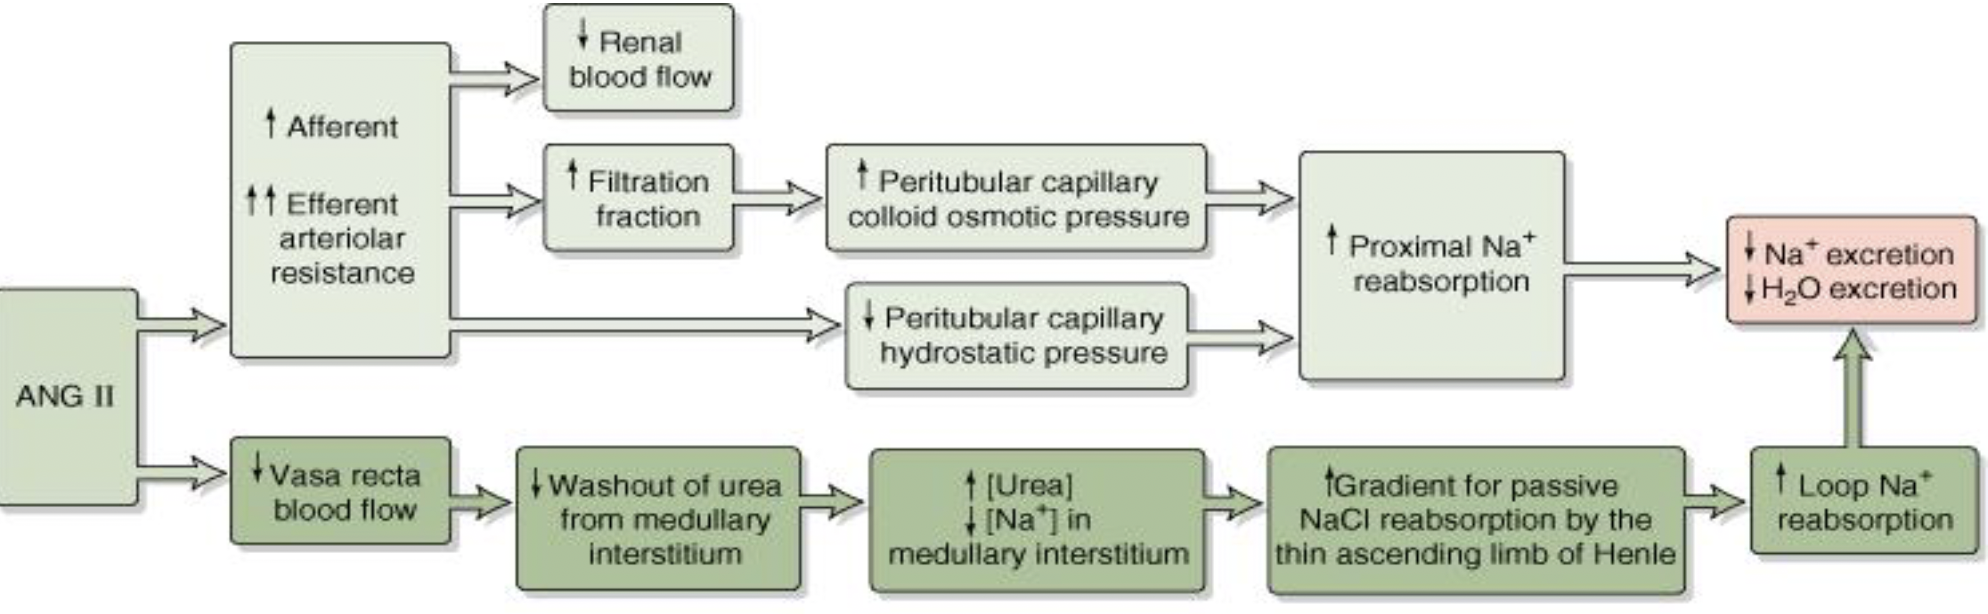 ANG II
↑ Afferent
↑↑ Efferent
arteriolar
resistance
↓ Renal
blood flow
↑ Filtration
fraction
↑ Peritubular capillary
colloid osmotic pressure
↓ Peritubular capillary
hydrostatic pressure
↑ Proximal Na⁺
reabsorption
↓ Na⁺ excretion
↓ H₂O excretion
↓ Vasa recta
blood flow
↓ Washout of urea
from medullary
interstitium
↑ [Urea]
↓ [Na⁺] in
medullary interstitium
↑ Gradient for passive
NaCl reabsorption by the
thin ascending limb of Henle
↑ Loop Na⁺
reabsorption